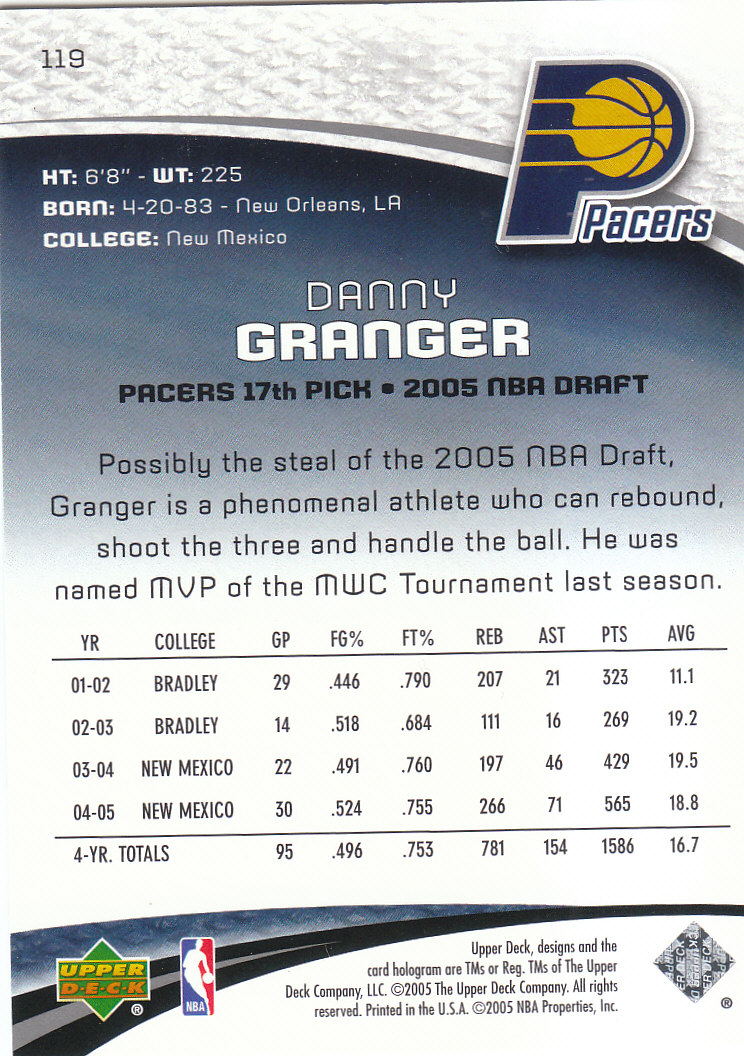 119
Pacers
HT: 6'8" - WT: 225
BORN: 4-20-83 - New Orleans, LA
COLLEGE: New Mexico
DANNY
GRANGER
PACERS 17th PICK • 2005 NBA DRAFT
Possibly the steal of the 2005 NBA Draft,
Granger is a phenomenal athlete who can rebound,
shoot the three and handle the ball. He was
named MVP of the MWC Tournament last season.
YR COLLEGE GP FG% FT% REB AST PTS AVG
01-02 BRADLEY 29 .446 .790 207 21 323 11.1
02-03 BRADLEY 14 .518 .684 111 16 269 19.2
03-04 NEW MEXICO 22 .491 .760 197 46 429 19.5
04-05 NEW MEXICO 30 .524 .755 266 71 565 18.8
4-YR. TOTALS 95 .496 .753 781 154 1586 16.7
UPPER
D·E·C·K
®
NBA
Upper Deck, designs and the
card hologram are TMs or Reg. TMs of The Upper
Deck Company, LLC. ©2005 The Upper Deck Company. All rights
reserved. Printed in the U.S.A. ©2005 NBA Properties, Inc.
UPPER DECK
®